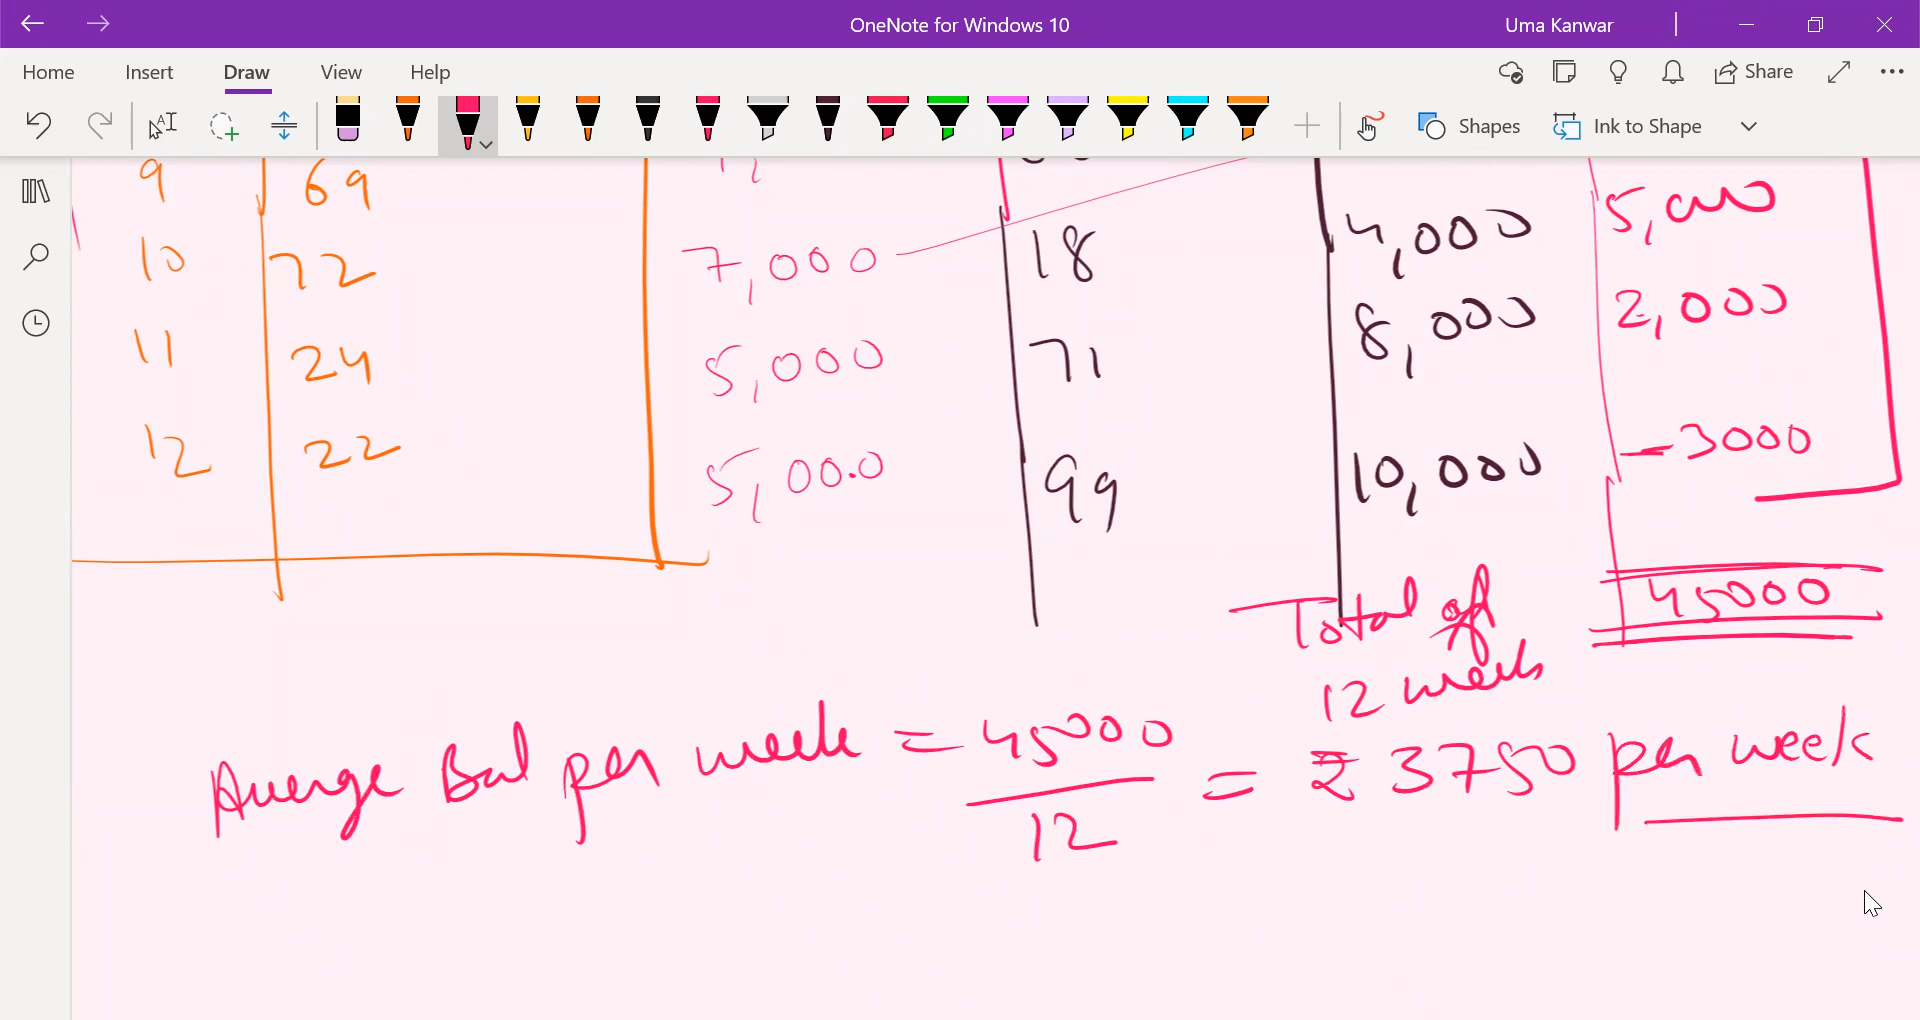 OneNote for Windows 10 Uma Kanwar
Home Insert Draw View Help Share
Shapes Ink to Shape
9 69 5,000
10 72 7,000 18 4,000 2,000
11 24 5,000 71 8,000 -3000
12 22 5,00.0 99 10,000
45000
Total of
12 week
Average Bal per week = 45000 / 12 = ₹ 3750 per week